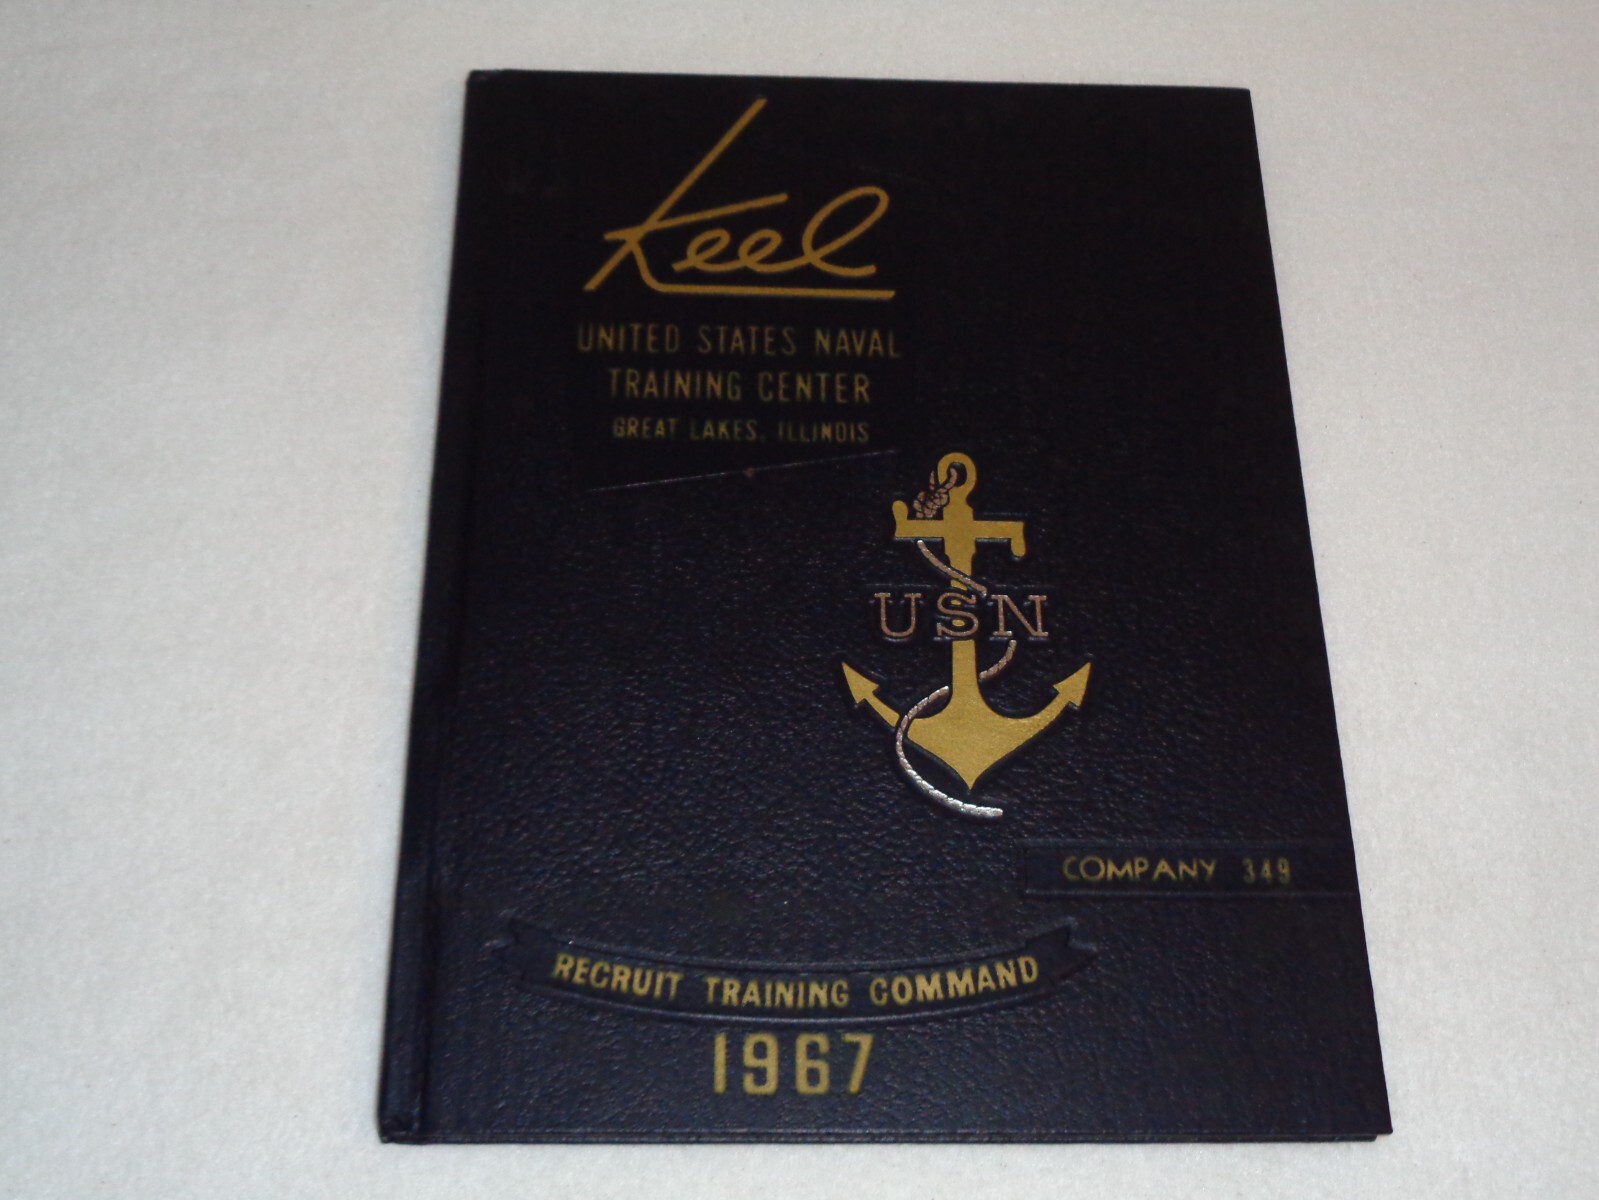 Keel
UNITED STATES NAVAL
TRAINING CENTER
GREAT LAKES, ILLINOIS
USN
COMPANY 349
RECRUIT TRAINING COMMAND
1967